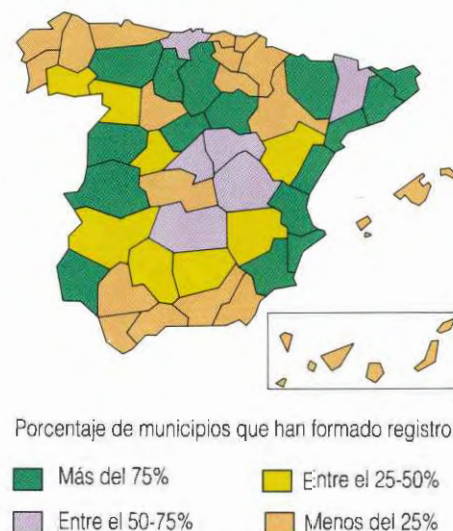 Porcentaje de municipios que han formado registro
Más del 75%
Entre el 25-50%
Entre el 50-75%
Menos del 25%